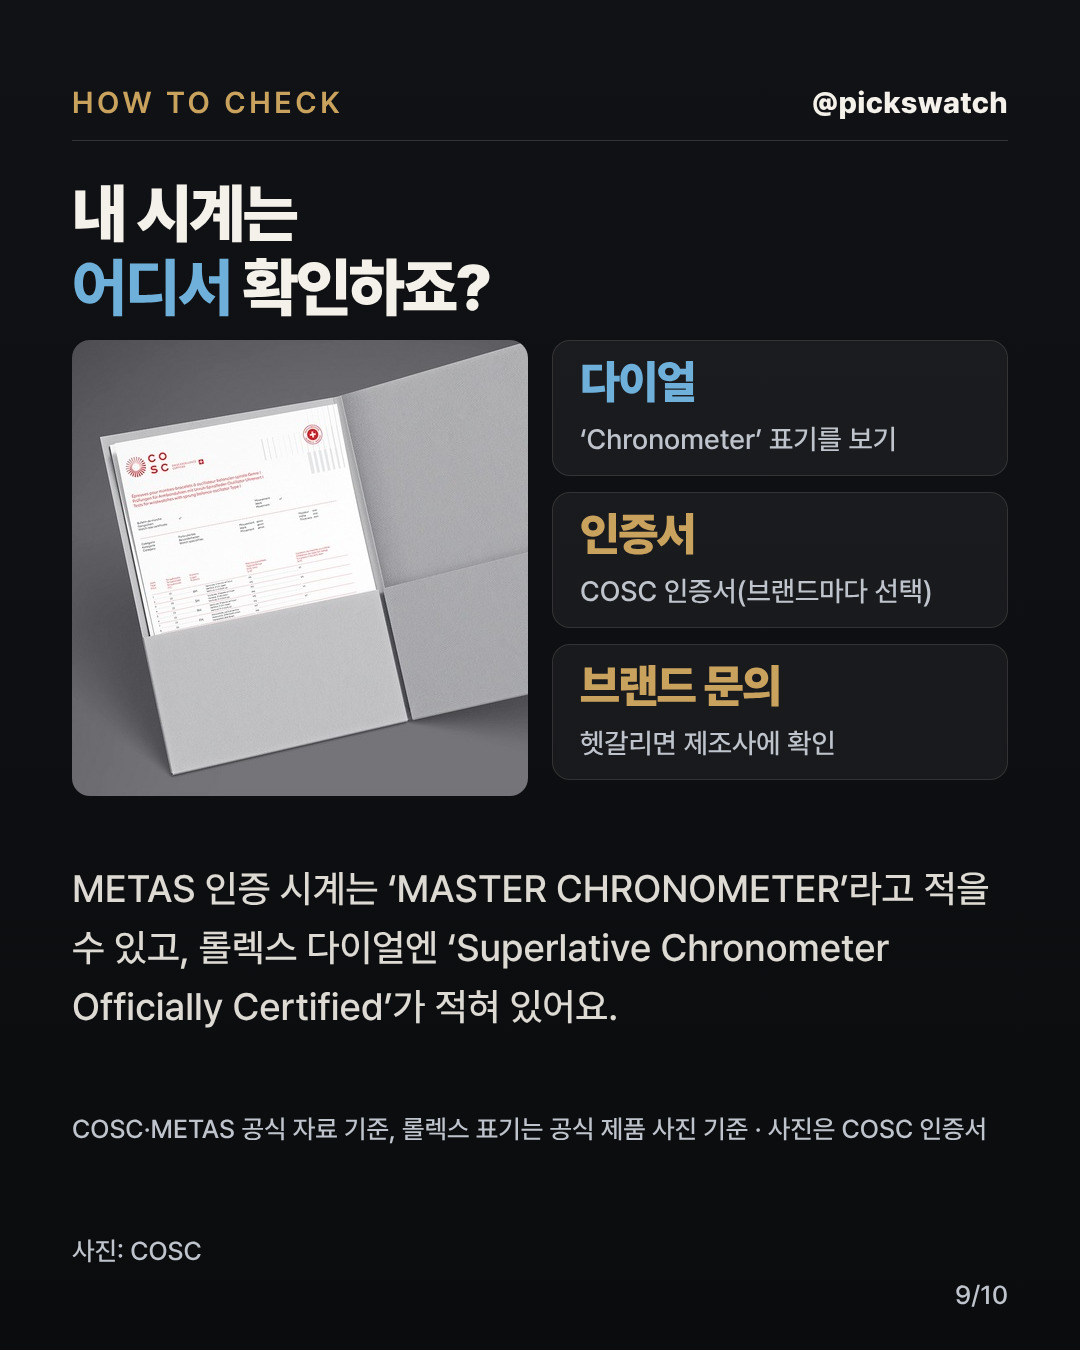 HOW TO CHECK
@pickswatch
내 시계는
어디서 확인하죠?
CO
SC
다이얼
‘Chronometer’ 표기를 보기
인증서
COSC 인증서(브랜드마다 선택)
브랜드 문의
헷갈리면 제조사에 확인
METAS 인증 시계는 ‘MASTER CHRONOMETER’라고 적을
수 있고, 롤렉스 다이얼엔 ‘Superlative Chronometer
Officially Certified’가 적혀 있어요.
COSC·METAS 공식 자료 기준, 롤렉스 표기는 공식 제품 사진 기준 · 사진은 COSC 인증서
사진: COSC
9/10